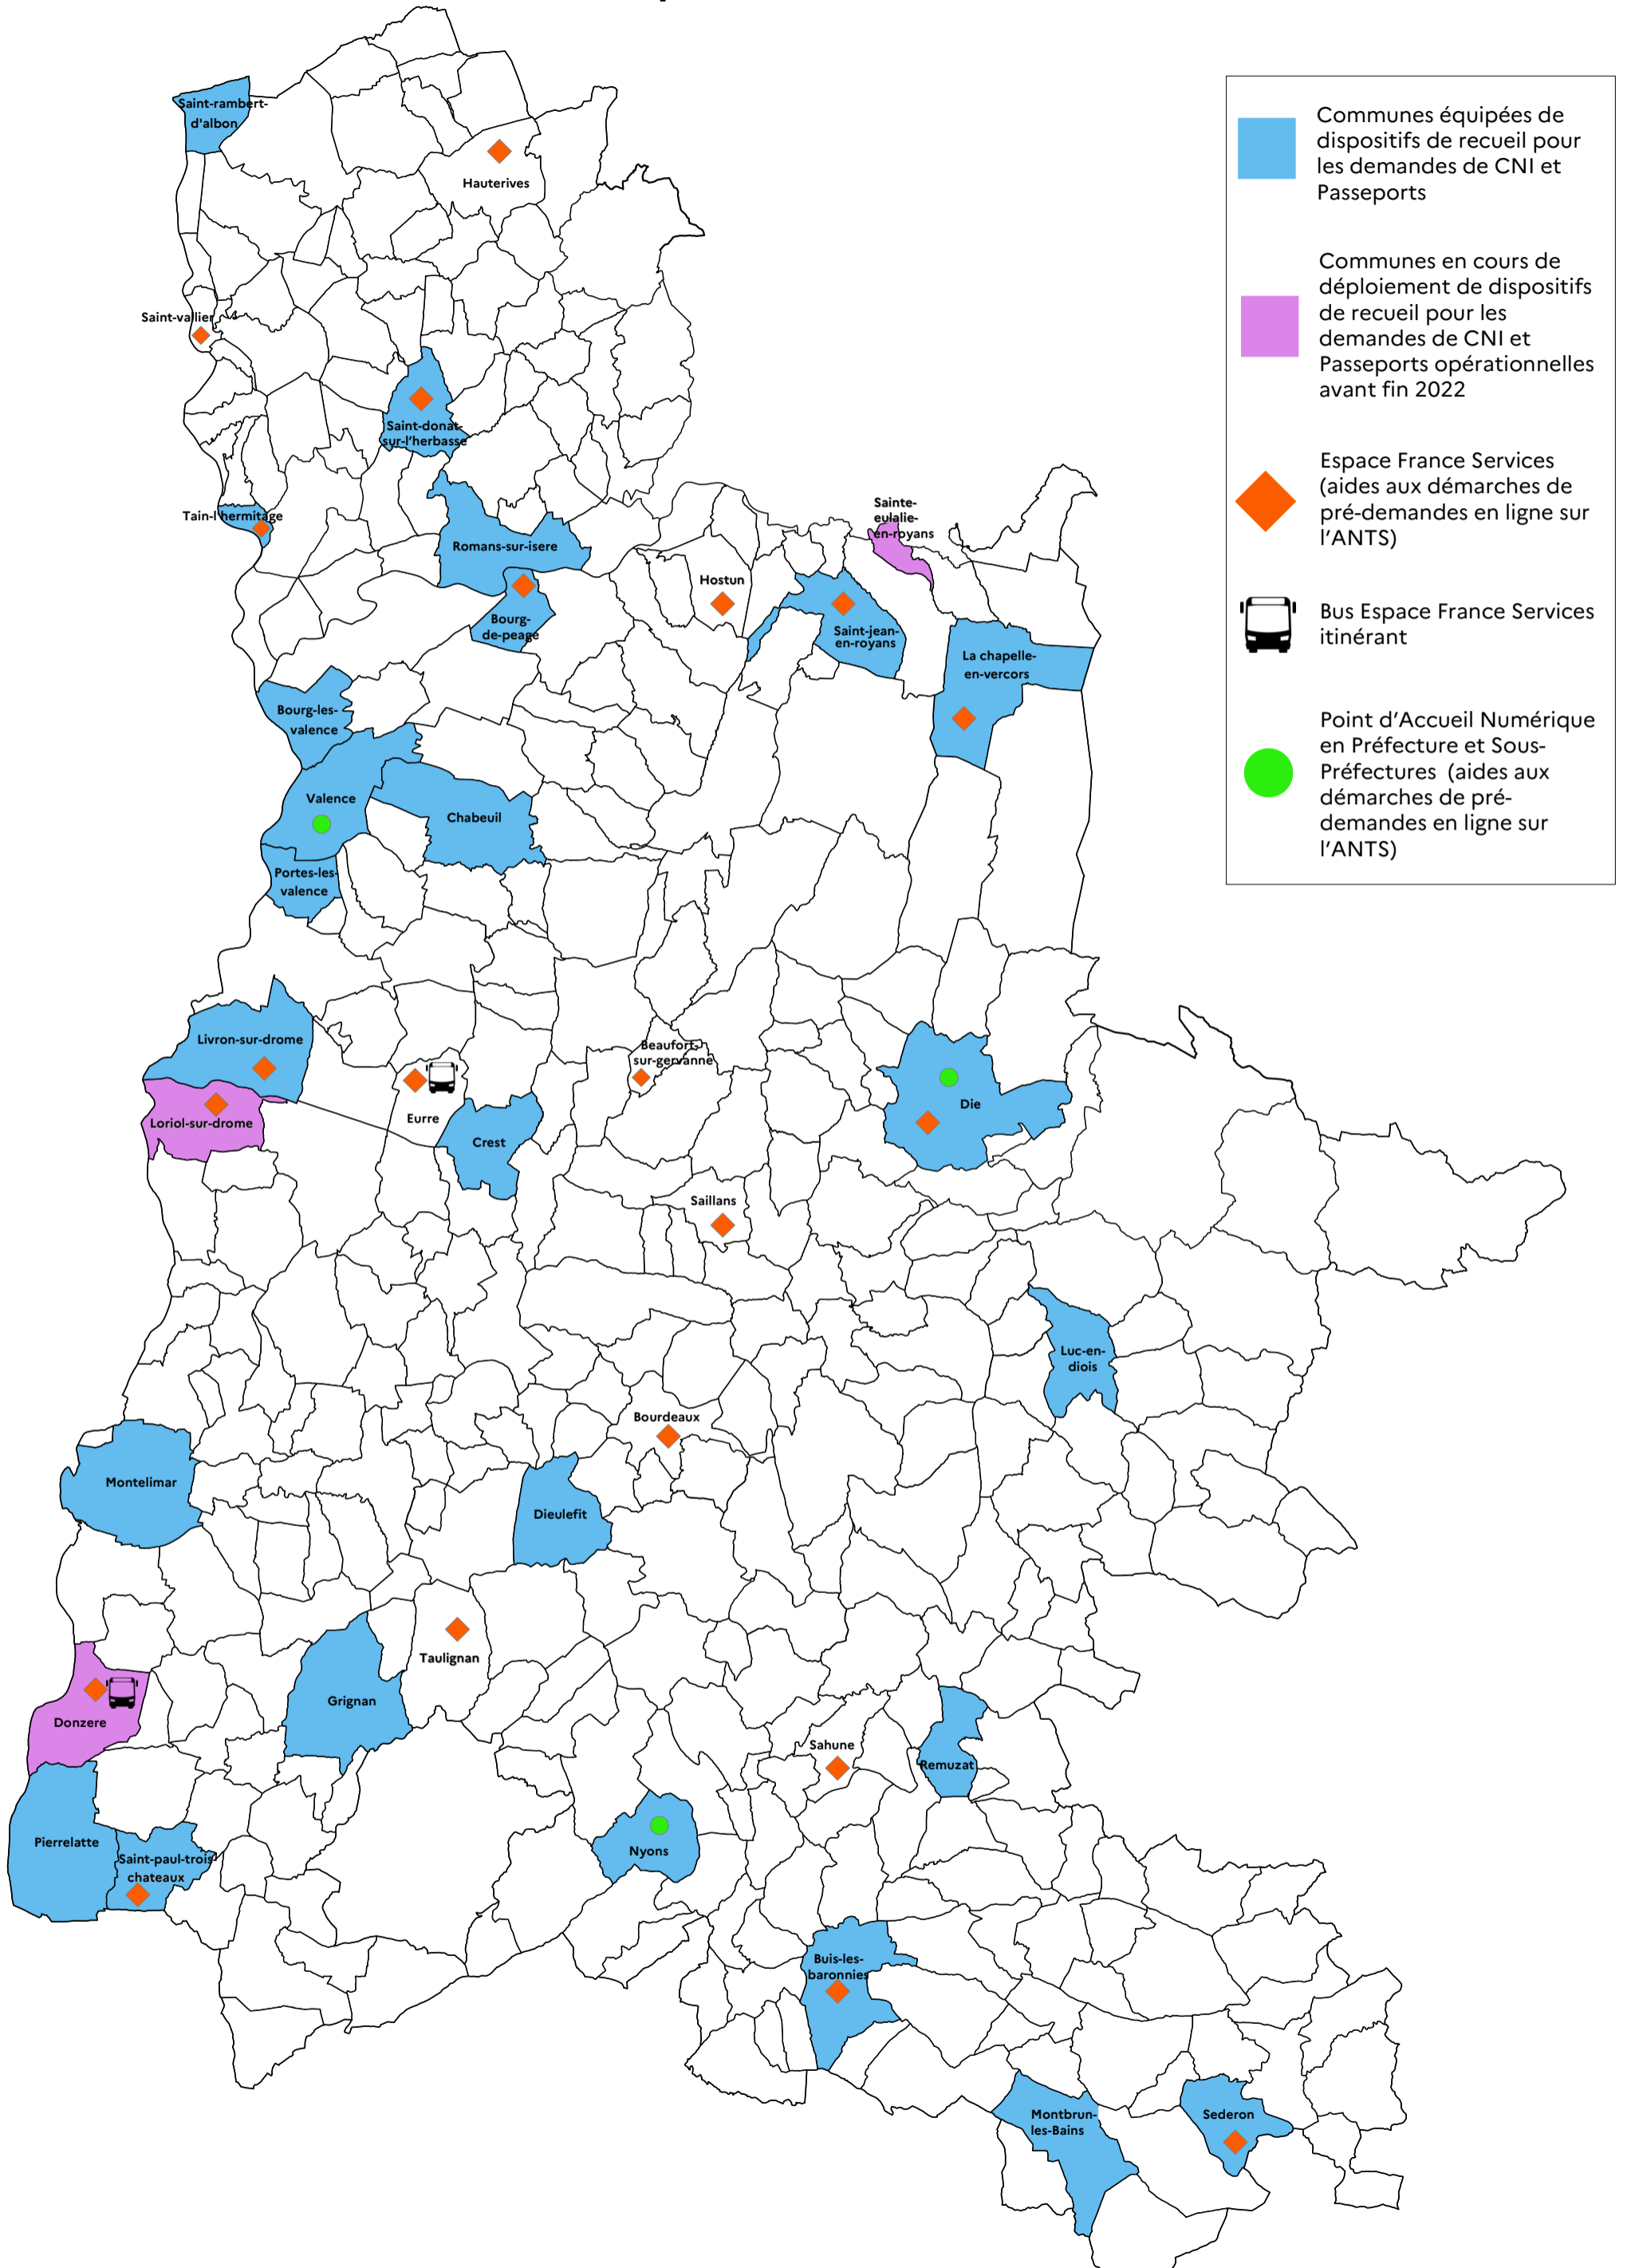 Saint-rambert-
d'albon
Hauterives
Saint-vallier
Saint-donat-
sur-l'herbasse
Tain-l'hermitage
Romans-sur-isere
Sainte-
eulalie-
en-royans
Hostun
Bourg-
de-peage
Saint-jean-
en-royans
La chapelle-
en-vercors
Bourg-les-
valence
Valence
Chabeuil
Portes-les-
valence
Livron-sur-drome
Beaufort-
sur-gervanne
Die
Eurre
Loriol-sur-drome
Crest
Saillans
Luc-en-
diois
Bourdeaux
Montelimar
Dieulefit
Taulignan
Grignan
Donzere
Sahune
Remuzat
Pierrelatte
Nyons
Saint-paul-trois
chateaux
Buis-les-
baronnies
Montbrun-
les-Bains
Sederon
Communes équipées de
dispositifs de recueil pour
les demandes de CNI et
Passeports
Communes en cours de
déploiement de dispositifs
de recueil pour les
demandes de CNI et
Passeports opérationnelles
avant fin 2022
Espace France Services
(aides aux démarches de
pré-demandes en ligne sur
l'ANTS)
Bus Espace France Services
itinérant
Point d'Accueil Numérique
en Préfecture et Sous-
Préfectures (aides aux
démarches de pré-
demandes en ligne sur
l'ANTS)